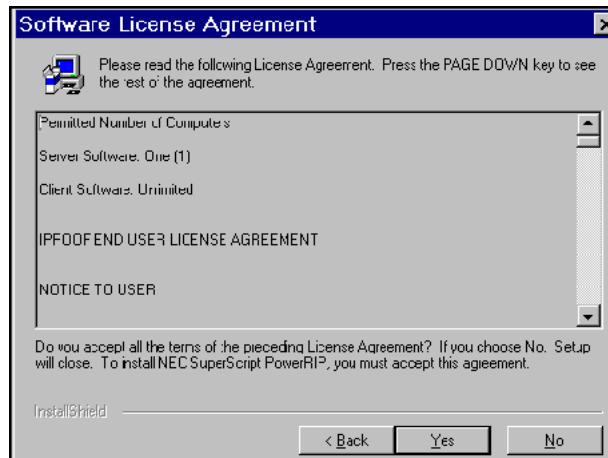 Software License Agreement
Please read the following License Agreement. Press the PAGE DOWN key to see
the rest of the agreement.
Permitted Number of Computers
Server Software: One (1)
Client Software: Unlimited
IPROOF END USER LICENSE AGREEMENT
NOTICE TO USER
Do you accept all the terms of the preceding License Agreement? If you choose No, Setup
will close. To install NEC SuperScript PowerRIP, you must accept this agreement.
InstallShield
< Back Yes No